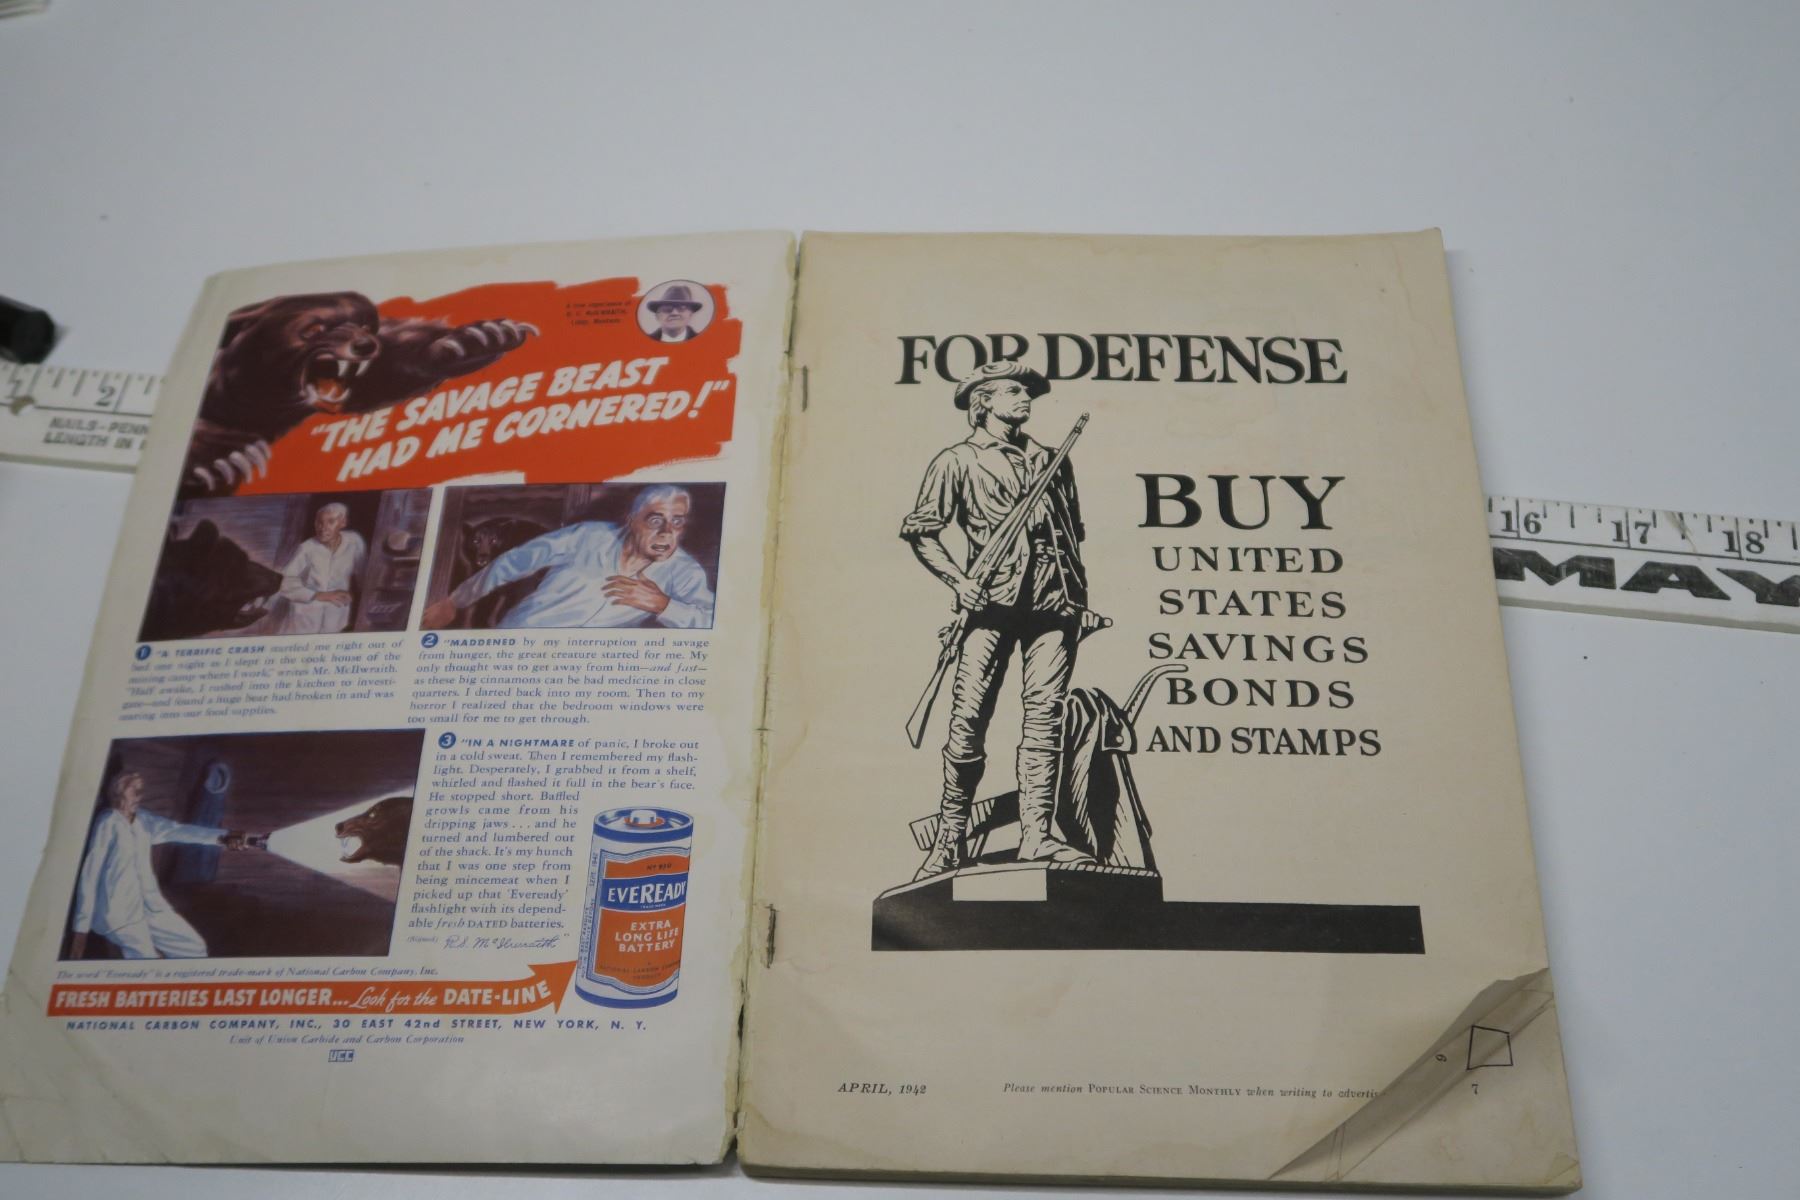 "THE SAVAGE BEAST
HAD ME CORNERED!"
1 "A TERRIFIC CRASH startled me right out of
bed one night as I slept in the cook house of the
mining camp where I work," writes Mr. McIlwraith.
"Half awake, I rushed into the kitchen to investi-
gate—and found a huge bear had broken in and was
tearing into our food supplies.
2 "MADDENED by my interruption and savage
from hunger, the great creature started for me. My
only thought was to get away from him—and fast—
as these big cinnamons can be bad medicine in close
quarters. I darted back into my room. Then to my
horror I realized that the bedroom windows were
too small for me to get through.
3 "IN A NIGHTMARE of panic, I broke out
in a cold sweat. Then I remembered my flash-
light. Desperately, I grabbed it from a shelf,
whirled and flashed it full in the bear's face.
He stopped short. Baffled
growls came from his
dripping jaws . . . and he
turned and lumbered out
of the shack. It's my hunch
that I was one step from
being mincemeat when I
picked up that 'Eveready'
flashlight with its depend-
able fresh DATED batteries.
(Signed)
EVEREADY
TRADE-MARK
EXTRA
LONG LIFE
BATTERY
The word "Eveready" is a registered trade-mark of National Carbon Company, Inc.
FRESH BATTERIES LAST LONGER... Look for the DATE-LINE
NATIONAL CARBON COMPANY, INC., 30 EAST 42nd STREET, NEW YORK, N. Y.
Unit of Union Carbide and Carbon Corporation
UCC
FOR DEFENSE
BUY
UNITED
STATES
SAVINGS
BONDS
AND STAMPS
APRIL, 1942
Please mention POPULAR SCIENCE MONTHLY when writing to
7
9
2
LENGTH IN
16 17 18
MAY